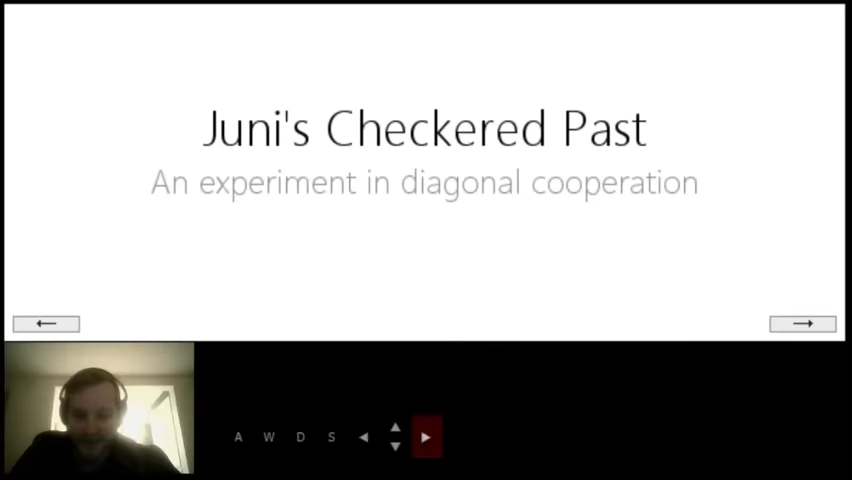 Juni's Checkered Past
An experiment in diagonal cooperation
A W D S